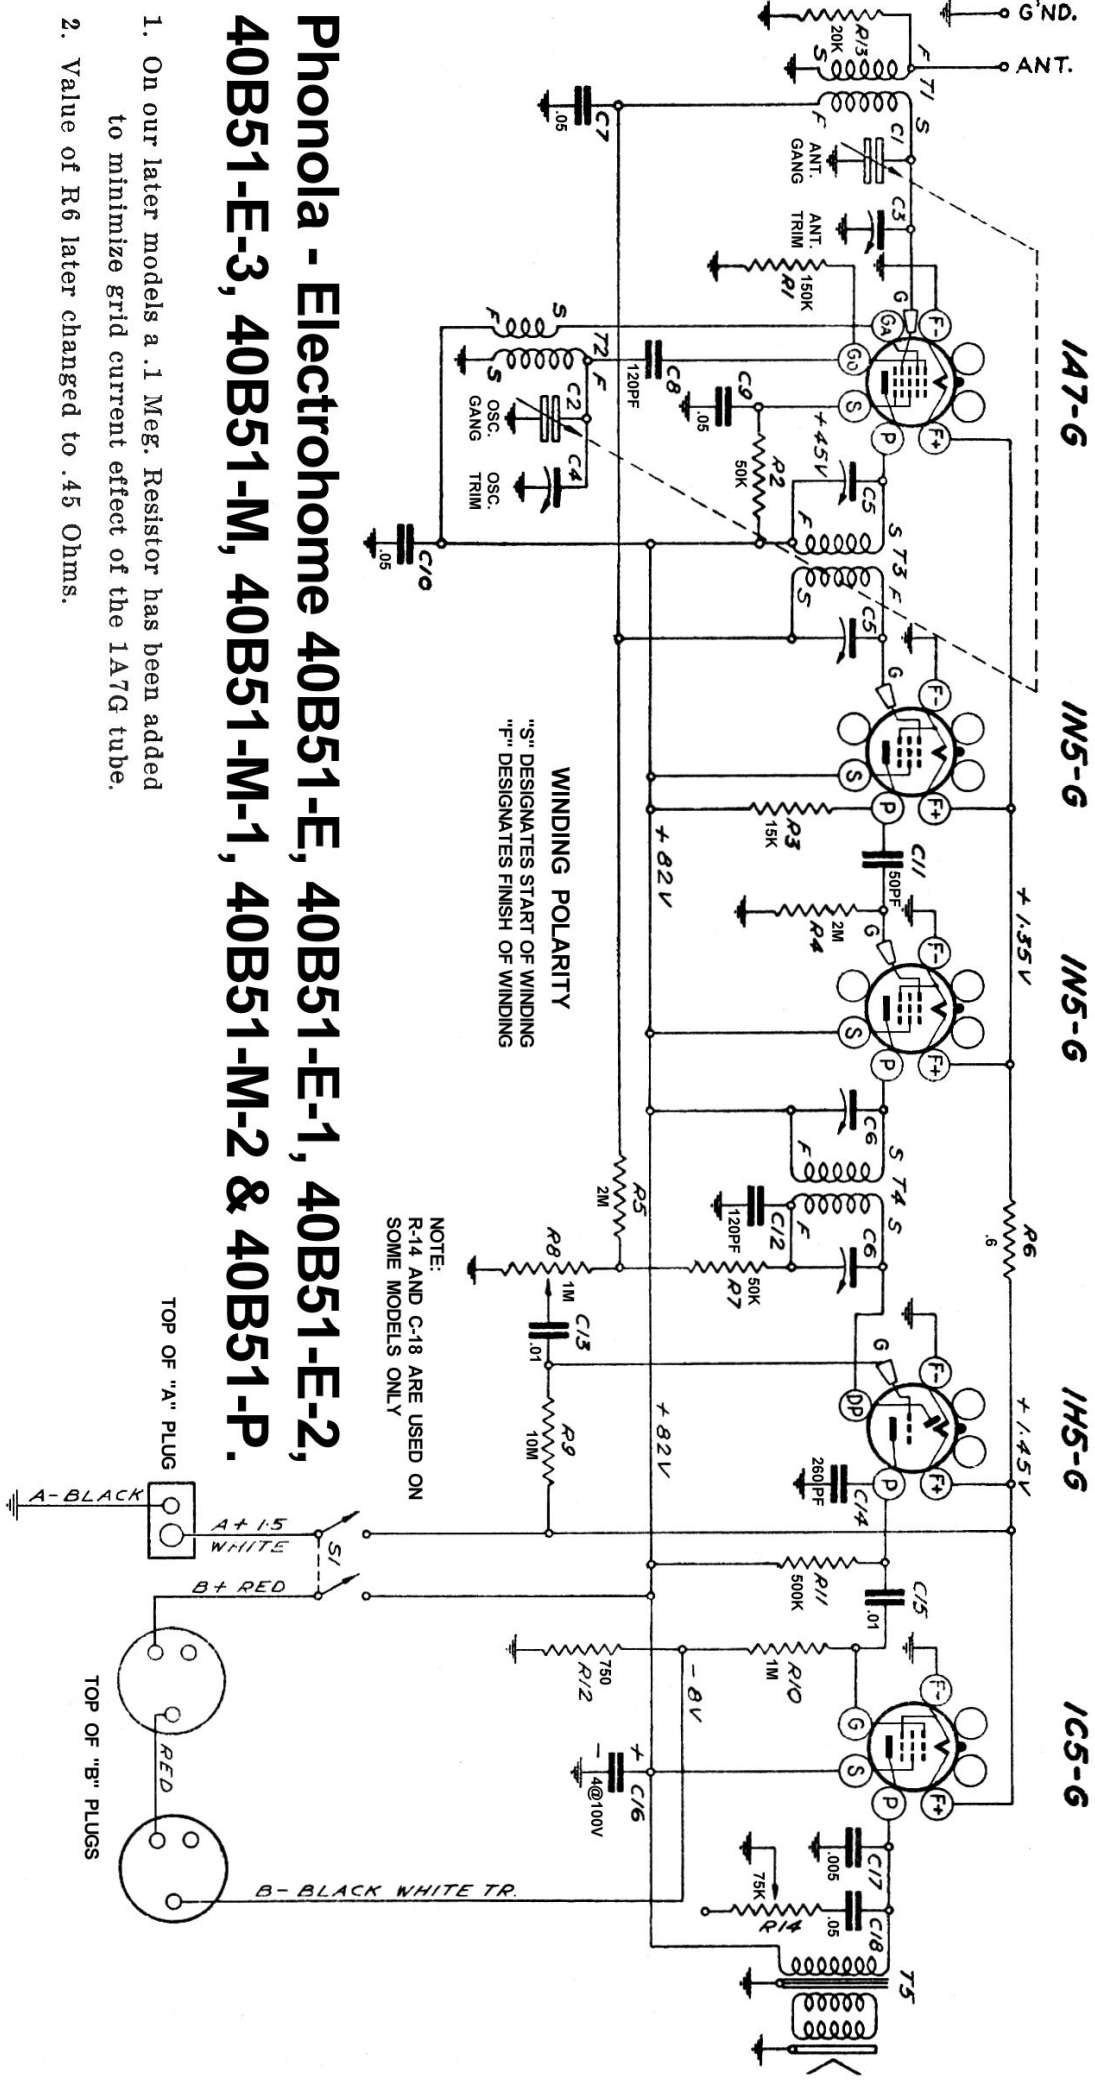 1A7-G
1N5-G
1N5-G
1H5-G
1C5-G
G'ND.
ANT.
R13
20K
F T1 S
S F
C1
ANT.
GANG
C3
ANT.
TRIM
C7
.05
R1
150K
G
F-
GA
GO
S
P
F+
S
F
T2
F
S
C8
120PF
C2
OSC.
GANG
C4
OSC.
TRIM
C9
.05
+45V
R2
50K
C5
S T3 F
F S
C5
C10
.05
G
F-
S
P
F+
R3
15K
+82V
C11
50PF
R4
2M
+1.35V
G
F-
S
P
F+
C6
S T4 S
F F
C6
C12
120PF
R5
2M
R6
.6
R7
50K
R8
1M
C13
.01
R9
10M
G
F-
DP
P
F+
+1.45V
C14
260PF
+82V
R11
500K
C15
.01
R10
1M
-8V
R12
750
G
F-
S
P
F+
+ C16
- 4@100V
C17
.005
C18
.05
R14
75K
T5
WINDING POLARITY
"S" DESIGNATES START OF WINDING
"F" DESIGNATES FINISH OF WINDING
NOTE:
R-14 AND C-18 ARE USED ON
SOME MODELS ONLY
S1
A-BLACK
A+ 1.5
WHITE
B+ RED
RED
B-BLACK WHITE TR.
TOP OF "A" PLUG
TOP OF "B" PLUGS
Phonola - Electrohome 40B51-E, 40B51-E-1, 40B51-E-2,
40B51-E-3, 40B51-M, 40B51-M-1, 40B51-M-2 & 40B51-P.
1. On our later models a .1 Meg. Resistor has been added
to minimize grid current effect of the 1A7G tube.
2. Value of R6 later changed to .45 Ohms.